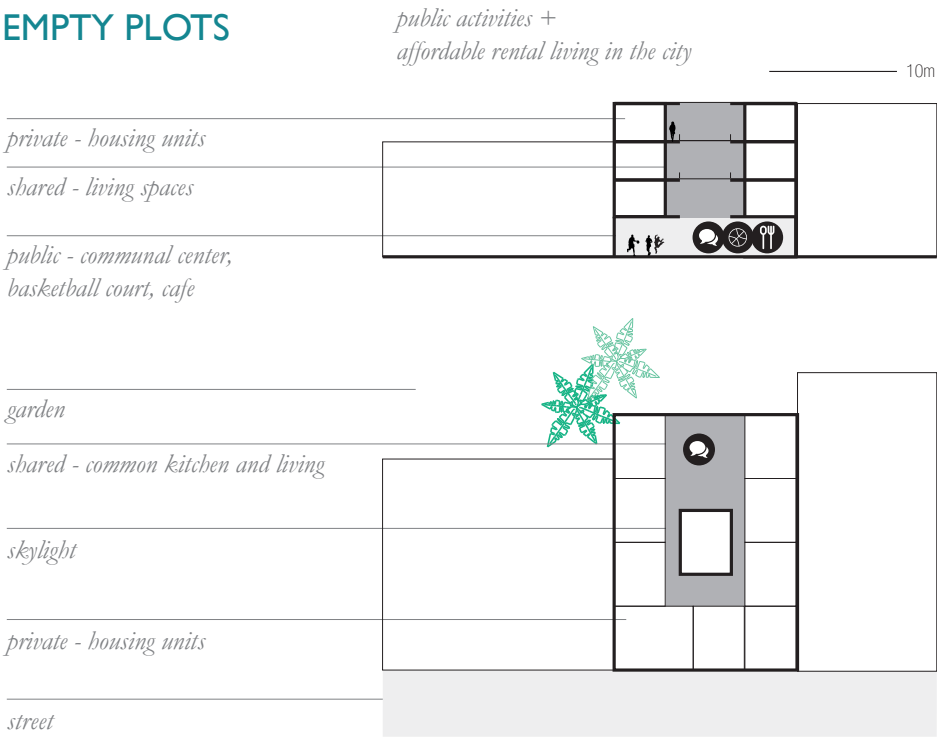 EMPTY PLOTS
public activities +
affordable rental living in the city
10m
private - housing units
shared - living spaces
public - communal center,
basketball court, cafe
garden
shared - common kitchen and living
skylight
private - housing units
street